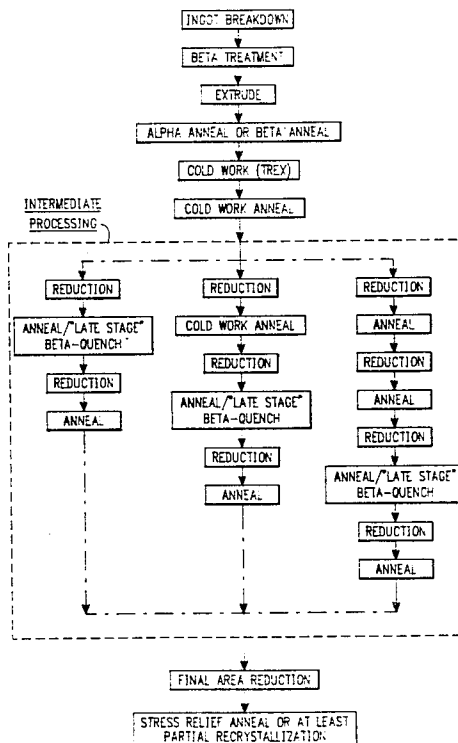 INGOT BREAKDOWN
BETA TREATMENT
EXTRUDE
ALPHA ANNEAL OR BETA ANNEAL
COLD WORK (TREX)
COLD WORK ANNEAL
INTERMEDIATE
PROCESSING
REDUCTION
ANNEAL/"LATE STAGE"
BETA-QUENCH
REDUCTION
ANNEAL
REDUCTION
COLD WORK ANNEAL
REDUCTION
ANNEAL/"LATE STAGE"
BETA-QUENCH
REDUCTION
ANNEAL
REDUCTION
ANNEAL
REDUCTION
ANNEAL
REDUCTION
ANNEAL/"LATE STAGE"
BETA-QUENCH
REDUCTION
ANNEAL
FINAL AREA REDUCTION
STRESS RELIEF ANNEAL OR AT LEAST
PARTIAL RECRYSTALLIZATION